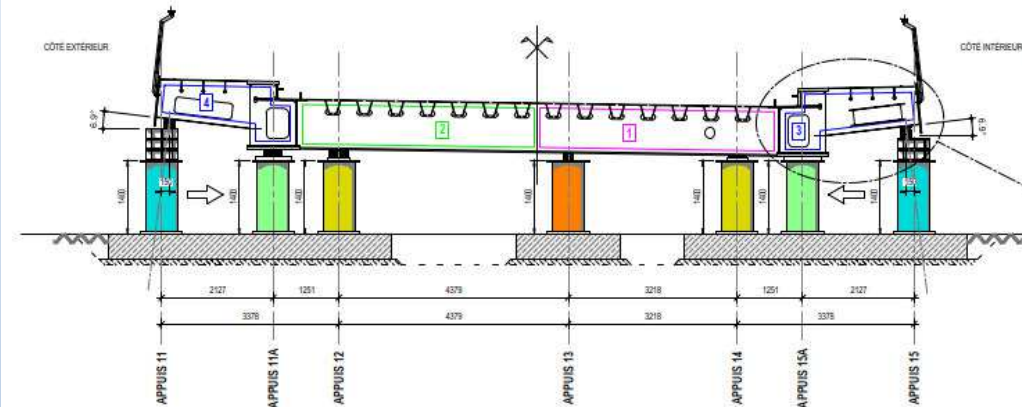 CÔTÉ EXTÉRIEUR
CÔTÉ INTÉRIEUR
4
2
1
3
6.9°
6.9°
150
150
1400
1400
1400
1400
1400
1400
2127
1251
4379
3218
1251
2127
3378
4379
3218
3378
APPUIS 11
APPUIS 11A
APPUIS 12
APPUIS 13
APPUIS 14
APPUIS 15A
APPUIS 15